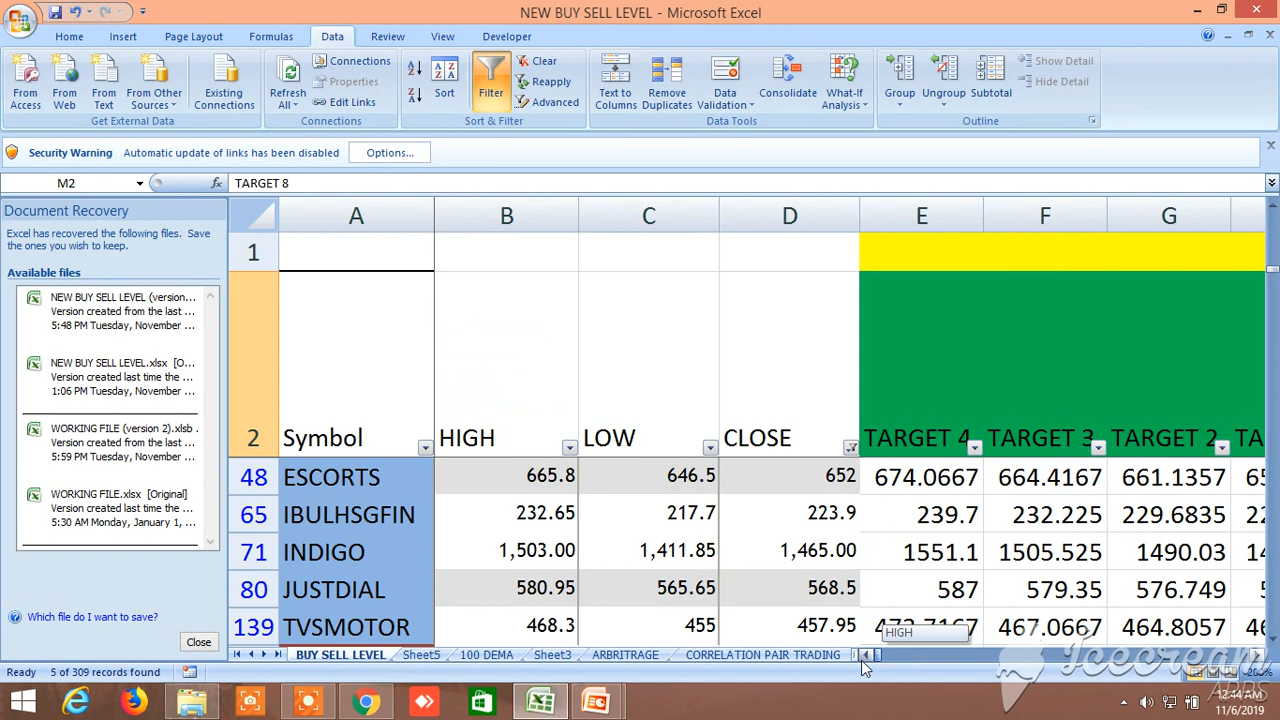 NEW BUY SELL LEVEL - Microsoft Excel
Home Insert Page Layout Formulas Data Review View Developer
From Access
From Web
From Text
From Other Sources
Existing Connections
Get External Data
Refresh All
Connections
Properties
Edit Links
Connections
Sort
Filter
Clear
Reapply
Advanced
Sort & Filter
Text to Columns
Remove Duplicates
Data Validation
Consolidate
What-If Analysis
Data Tools
Group
Ungroup
Subtotal
Show Detail
Hide Detail
Outline
Security Warning Automatic update of links has been disabled Options...
M2 fx TARGET 8
Document Recovery
Excel has recovered the following files. Save
the ones you wish to keep.
Available files
NEW BUY SELL LEVEL (version...
Version created from the last ...
5:48 PM Tuesday, November ...
NEW BUY SELL LEVEL.xlsx [O...
Version created last time the ...
1:06 PM Tuesday, November ...
WORKING FILE (version 2).xlsb .
Version created from the last ...
5:59 PM Tuesday, November ...
WORKING FILE.xlsx [Original]
Version created last time the ...
5:30 AM Monday, January 1, ...
Which file do I want to save?
Close
A B C D E F G
1
2 Symbol HIGH LOW CLOSE TARGET 4 TARGET 3 TARGET 2 TA
48 ESCORTS 665.8 646.5 652 674.0667 664.4167 661.1357 65
65 IBULHSGFIN 232.65 217.7 223.9 239.7 232.225 229.6835 22
71 INDIGO 1,503.00 1,411.85 1,465.00 1551.1 1505.525 1490.03 14
80 JUSTDIAL 580.95 565.65 568.5 587 579.35 576.749 5
139 TVSMOTOR 468.3 455 457.95 467.0667 464.8057
HIGH
BUY SELL LEVEL Sheet5 100 DEMA Sheet3 ARBRITRAGE CORRELATION PAIR TRADING
Ready 5 of 309 records found 200%
Icecream
APPS
12:44 AM
11/6/2019